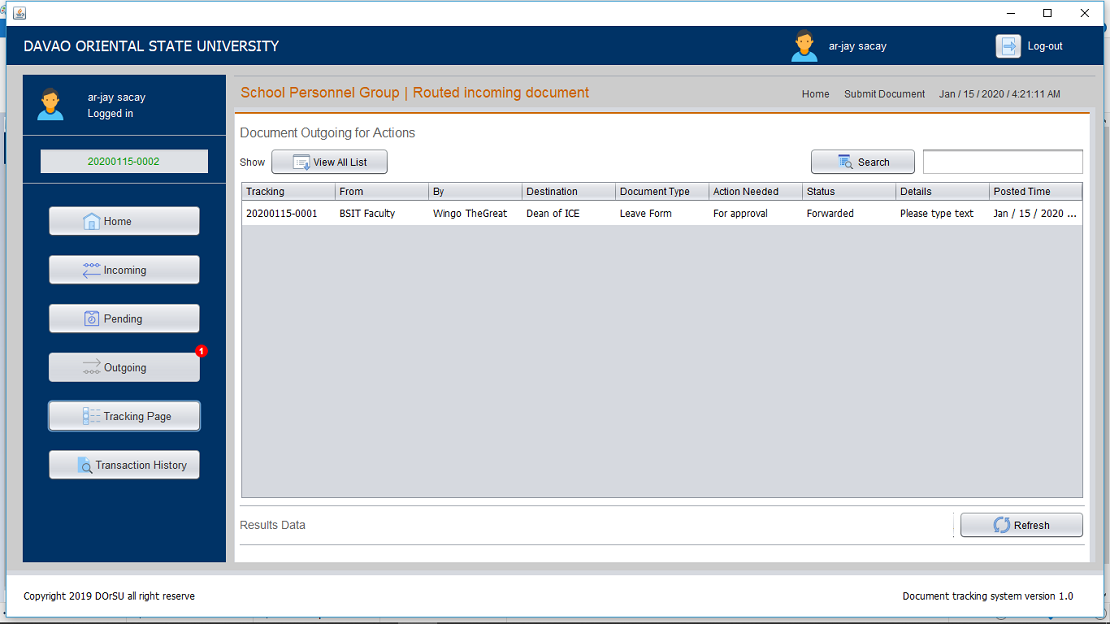 DAVAO ORIENTAL STATE UNIVERSITY
ar-jay sacay
Log-out
ar-jay sacay
Logged in
20200115-0002
Home
Incoming
Pending
1
Outgoing
Tracking Page
Transaction History
School Personnel Group | Routed incoming document
Home Submit Document Jan / 15 / 2020 / 4:21:11 AM
Document Outgoing for Actions
Show View All List Search
Tracking From By Destination Document Type Action Needed Status Details Posted Time
20200115-0001 BSIT Faculty Wingo TheGreat Dean of ICE Leave Form For approval Forwarded Please type text Jan / 15 / 2020 ...
Results Data Refresh
Copyright 2019 DOrSU all right reserve Document tracking system version 1.0